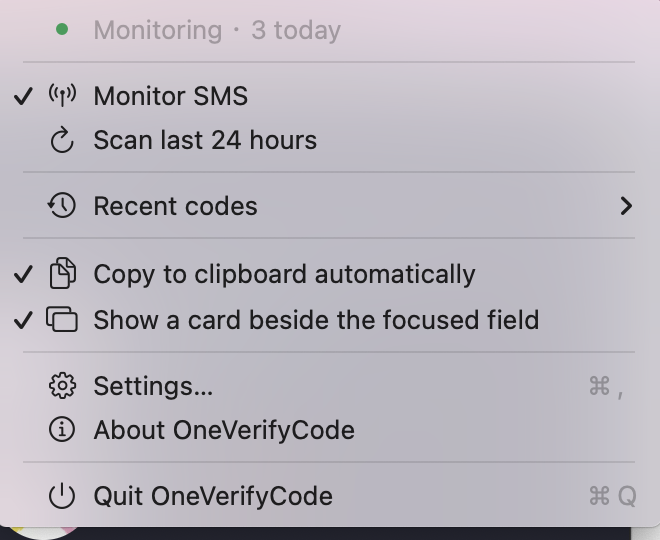 Monitoring · 3 today
Monitor SMS
Scan last 24 hours
Recent codes
Copy to clipboard automatically
Show a card beside the focused field
Settings... ⌘ ,
About OneVerifyCode
Quit OneVerifyCode ⌘ Q